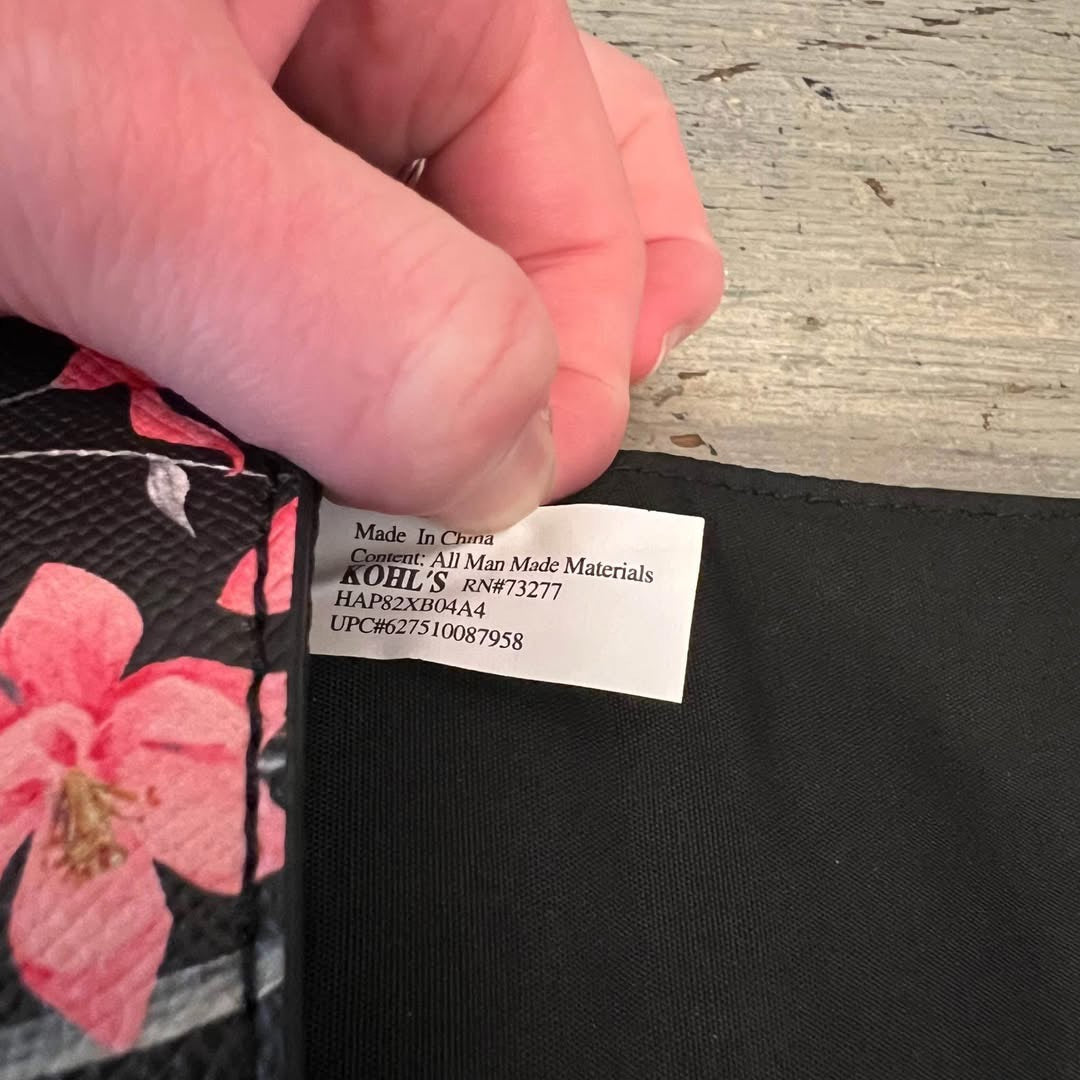 Made In China
Content: All Man Made Materials
KOHL'S RN#73277
HAP82XB04A4
UPC#627510087958